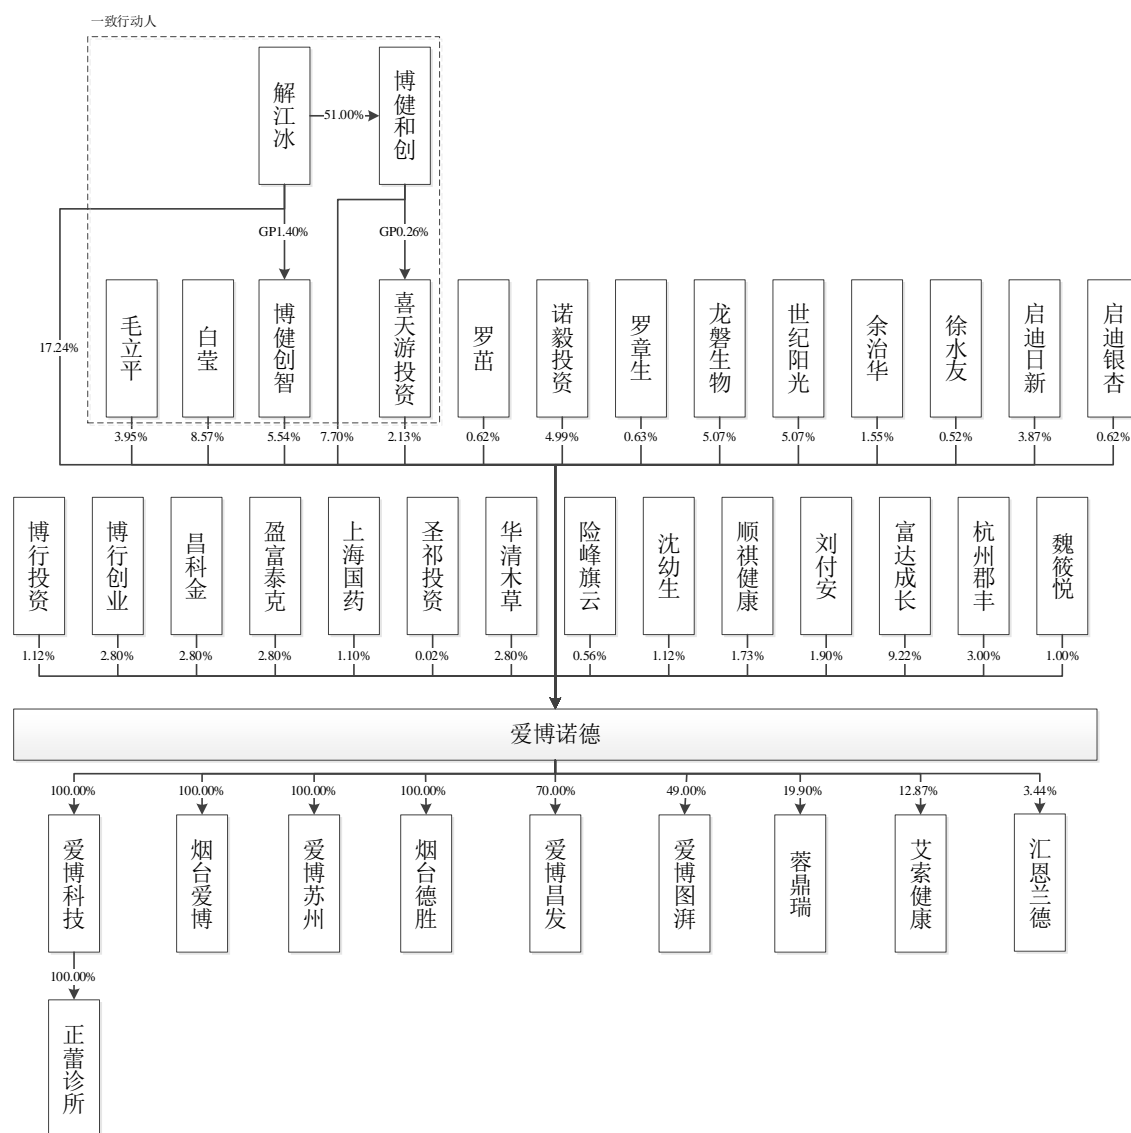 一致行动人
解江冰
51.00%
博健和创
GP1.40%
GP0.26%
17.24%
毛立平
白莹
博健创智
喜天游投资
罗茁
诺毅投资
罗章生
龙磐生物
世纪阳光
余治华
徐水友
启迪日新
启迪银杏
3.95%
8.57%
5.54%
7.70%
2.13%
0.62%
4.99%
0.63%
5.07%
5.07%
1.55%
0.52%
3.87%
0.62%
博行投资
博行创业
昌科金
盈富泰克
上海国药
圣祁投资
华清本草
险峰旗云
沈幼生
顺祺健康
刘付安
富达成长
杭州郡丰
魏筱悦
1.12%
2.80%
2.80%
2.80%
1.10%
0.02%
2.80%
0.56%
1.12%
1.73%
1.90%
9.22%
3.00%
1.00%
爱博诺德
100.00%
100.00%
100.00%
100.00%
70.00%
49.00%
19.90%
12.87%
3.44%
爱博科技
烟台爱博
爱博苏州
烟台德胜
爱博昌发
爱博图湃
蓉鼎瑞
艾索健康
汇恩兰德
100.00%
正蕾诊所